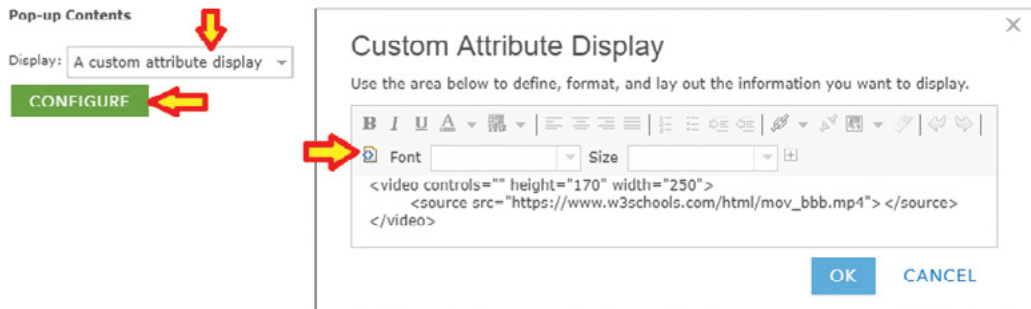 Pop-up Contents
Display: A custom attribute display
CONFIGURE
Custom Attribute Display
Use the area below to define, format, and lay out the information you want to display.
B I U A
Font Size
<video controls="" height="170" width="250">
<source src="https://www.w3schools.com/html/mov_bbb.mp4"> </source>
</video>
OK CANCEL